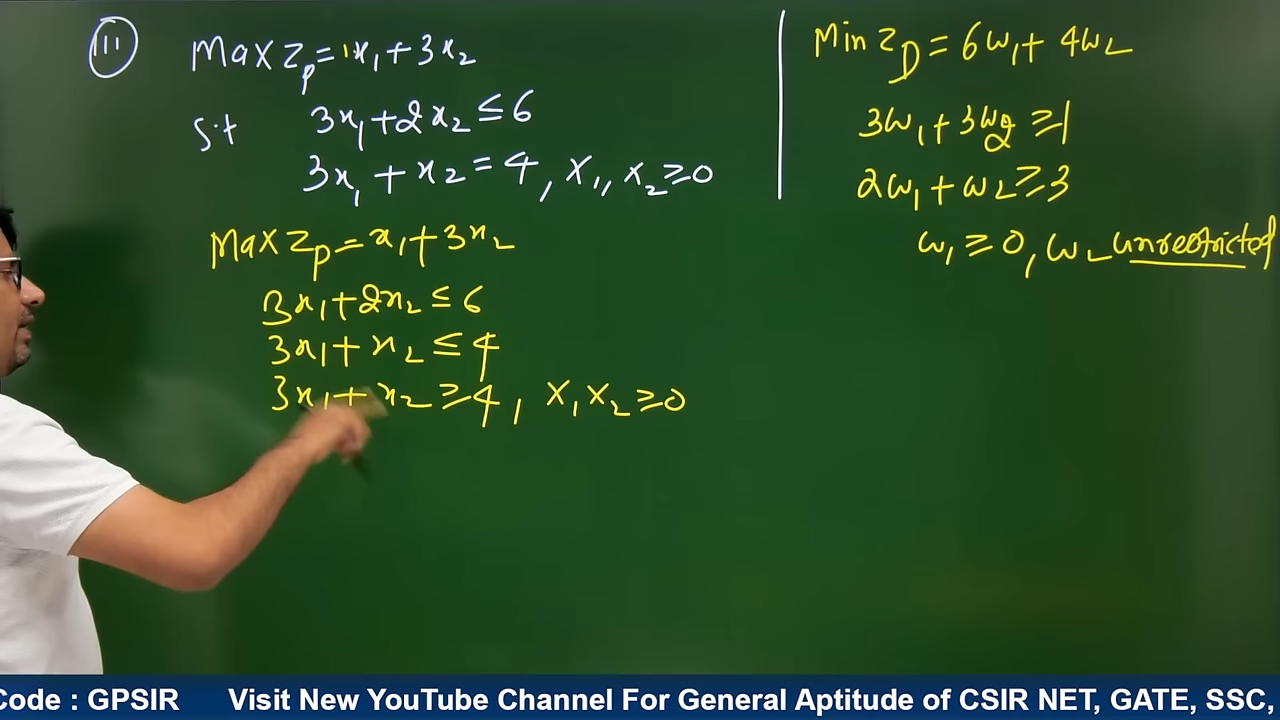 (III) Max Zp = 1x₁ + 3x₂
S.t 3x₁ + 2x₂ ≤ 6
3x₁ + x₂ = 4, x₁, x₂ ≥ 0
Max Zp = x₁ + 3x₂
3x₁ + 2x₂ ≤ 6
3x₁ + x₂ ≤ 4
3x₁ + x₂ ≥ 4, x₁ x₂ ≥ 0
Min Z_D = 6w₁ + 4w₂
3w₁ + 3w₂ ≥ 1
2w₁ + w₂ ≥ 3
w₁ ≥ 0, w₂ unrestricted
Code : GPSIR Visit New YouTube Channel For General Aptitude of CSIR NET, GATE, SSC,